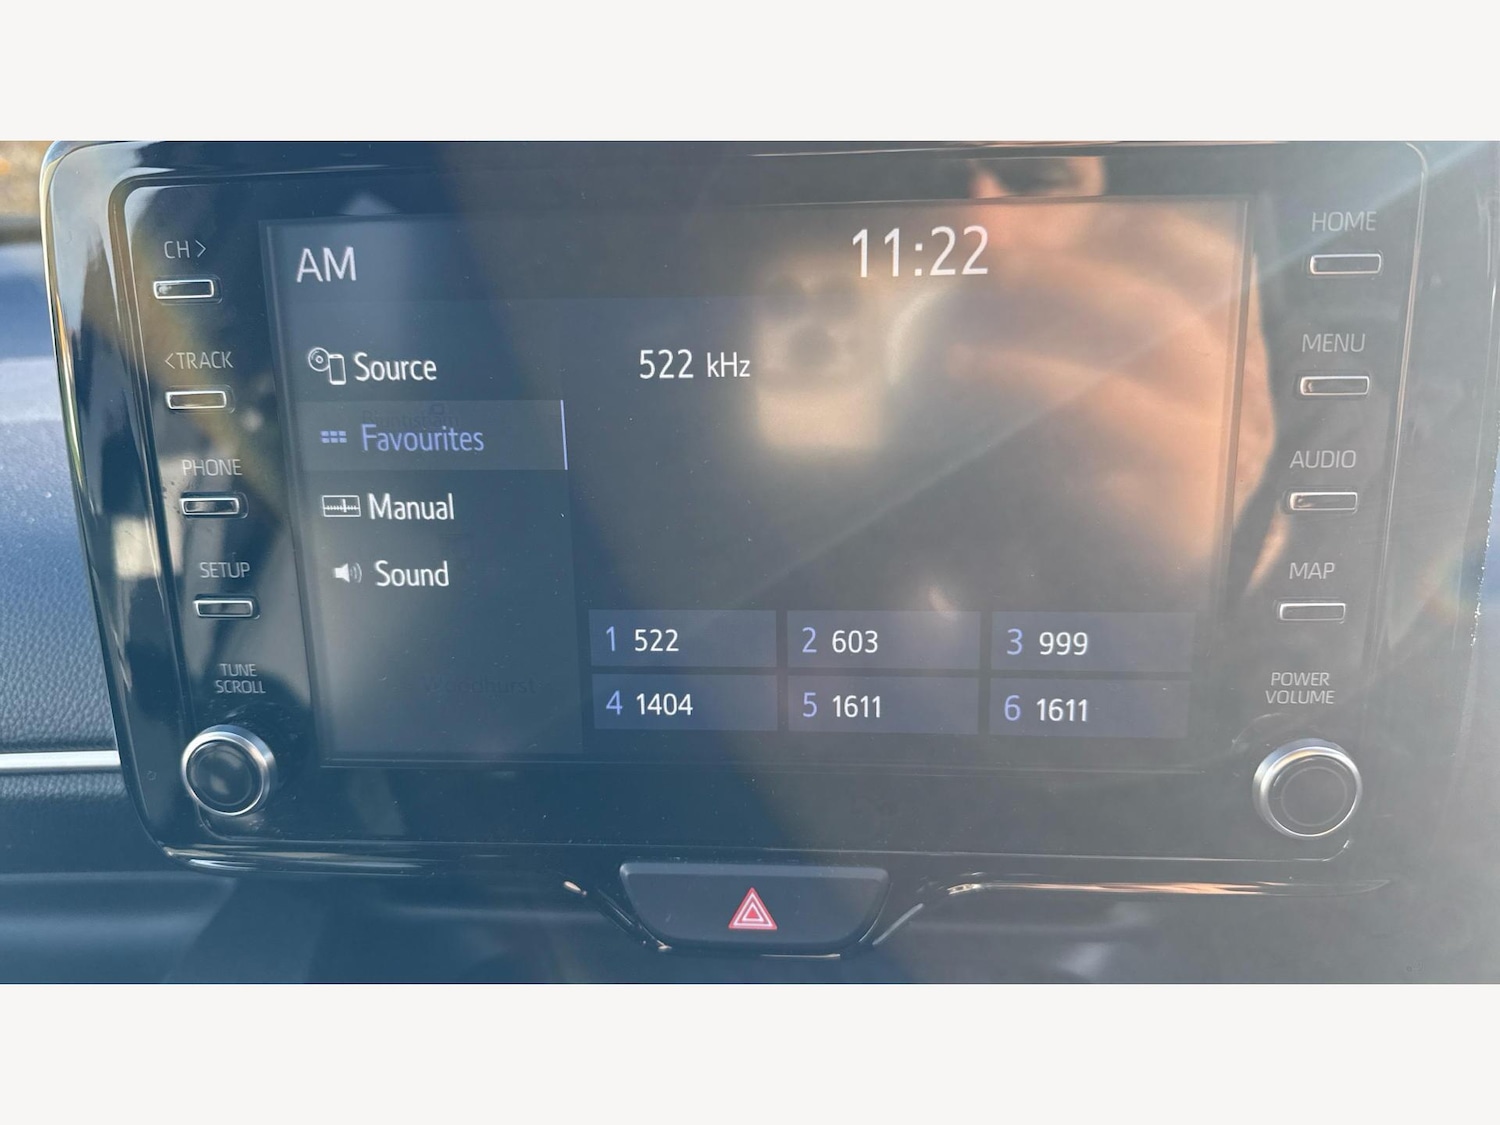 CH >
HOME
AM
11:22
<TRACK
MENU
Source
522 kHz
Favourites
PHONE
AUDIO
Manual
SETUP
MAP
Sound
1 522
2 603
3 999
TUNE
SCROLL
4 1404
5 1611
6 1611
POWER
VOLUME